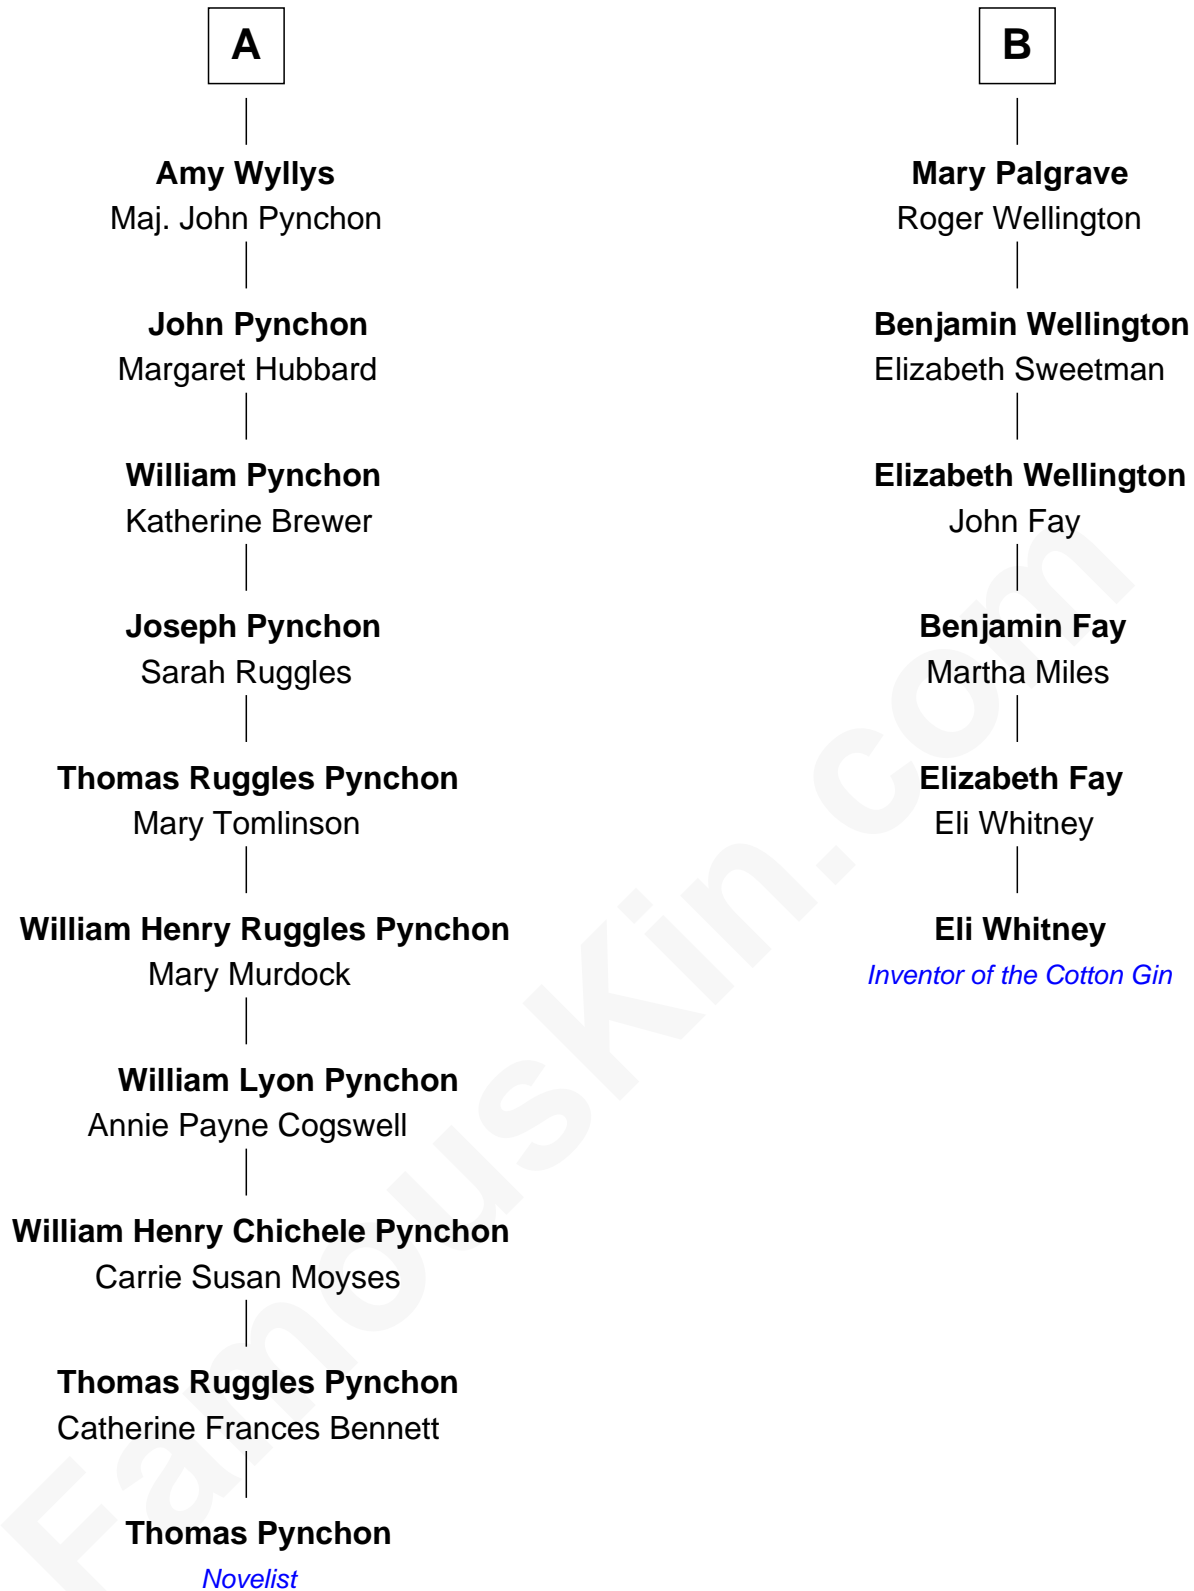 A
Amy Wyllys
Maj. John Pynchon
John Pynchon
Margaret Hubbard
William Pynchon
Katherine Brewer
Joseph Pynchon
Sarah Ruggles
Thomas Ruggles Pynchon
Mary Tomlinson
William Henry Ruggles Pynchon
Mary Murdock
William Lyon Pynchon
Annie Payne Cogswell
William Henry Chichele Pynchon
Carrie Susan Moyses
Thomas Ruggles Pynchon
Catherine Frances Bennett
Thomas Pynchon
Novelist
B
Mary Palgrave
Roger Wellington
Benjamin Wellington
Elizabeth Sweetman
Elizabeth Wellington
John Fay
Benjamin Fay
Martha Miles
Elizabeth Fay
Eli Whitney
Eli Whitney
Inventor of the Cotton Gin
FamousKin.com